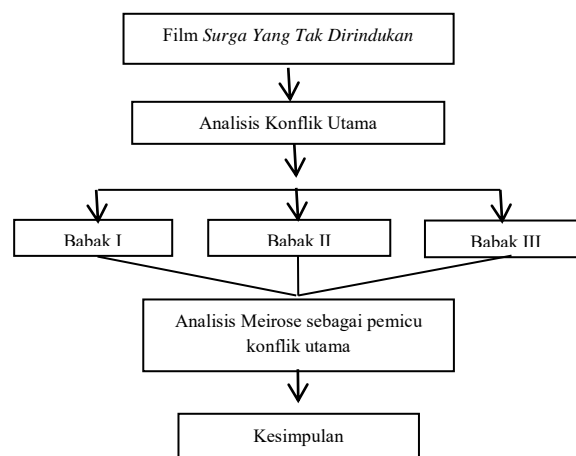 Film Surga Yang Tak Dirindukan
Analisis Konflik Utama
Babak I
Babak II
Babak III
Analisis Meirose sebagai pemicu
konflik utama
Kesimpulan